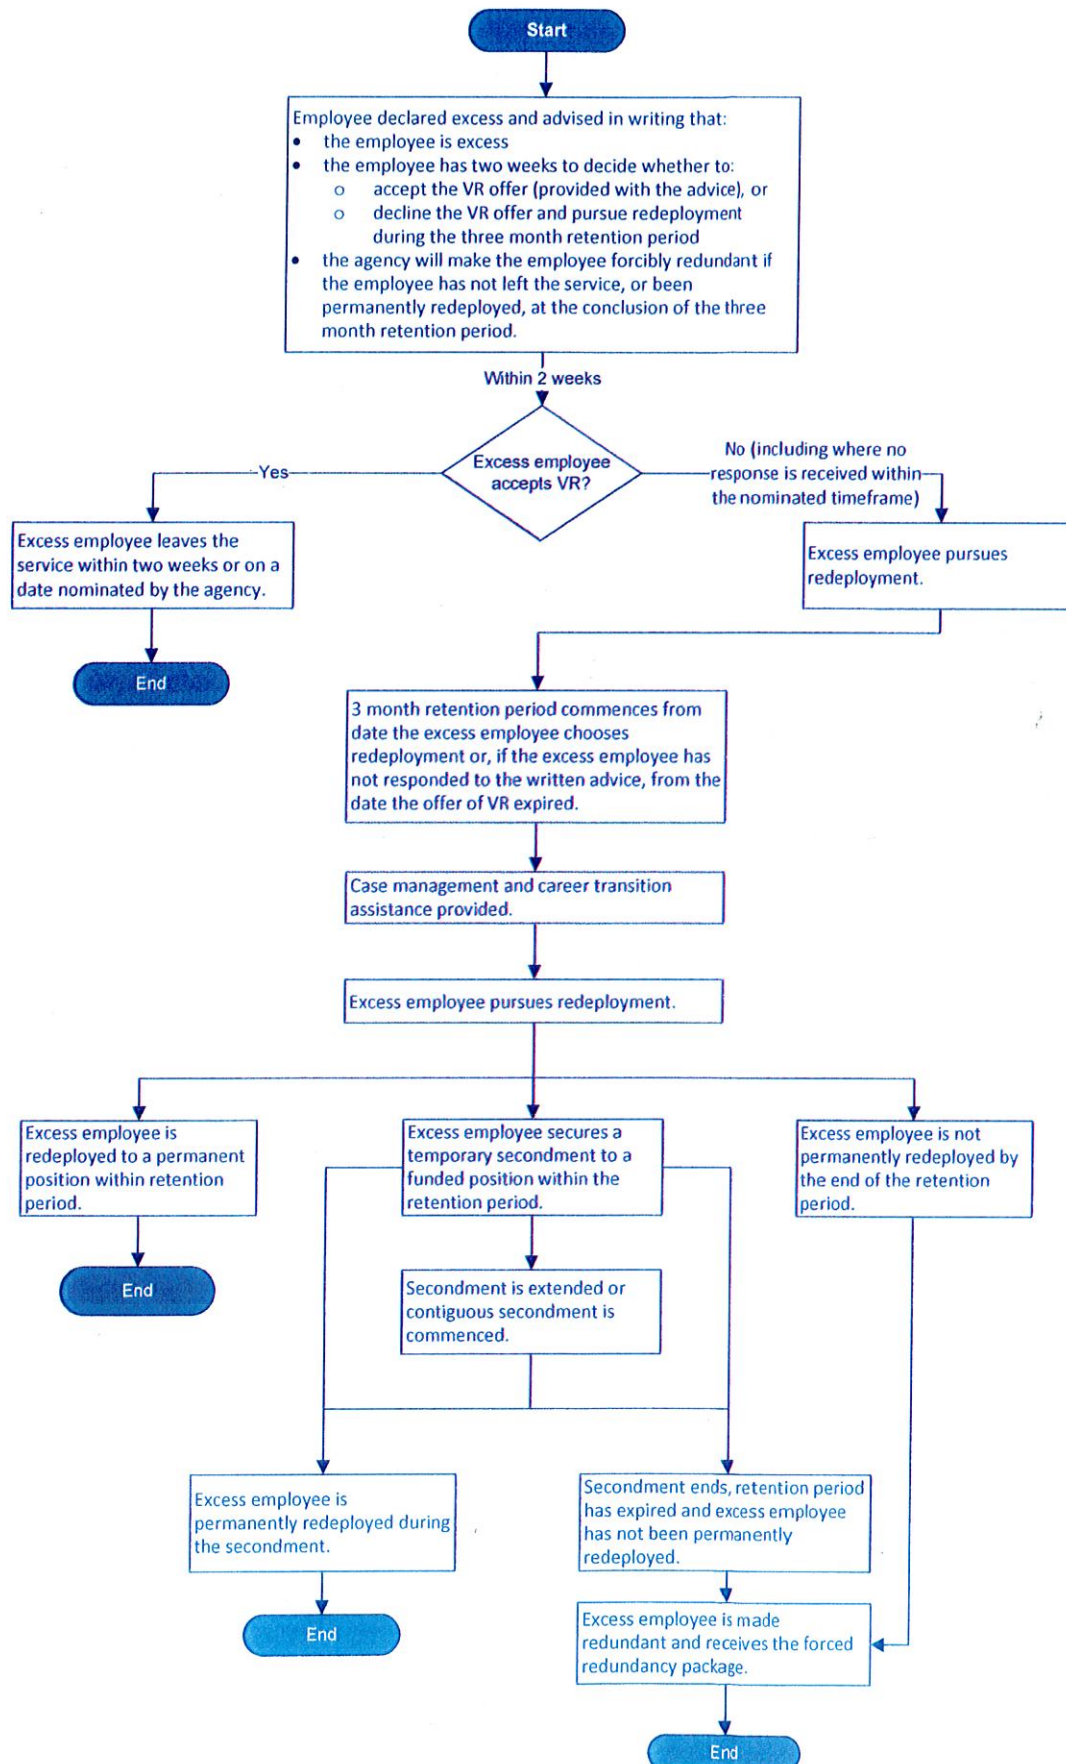 Start
Employee declared excess and advised in writing that:
• the employee is excess
• the employee has two weeks to decide whether to:
o accept the VR offer (provided with the advice), or
o decline the VR offer and pursue redeployment
during the three month retention period
• the agency will make the employee forcibly redundant if
the employee has not left the service, or been
permanently redeployed, at the conclusion of the three
month retention period.
Within 2 weeks
Excess employee
accepts VR?
Yes
No (including where no
response is received within
the nominated timeframe)
Excess employee leaves the
service within two weeks or on a
date nominated by the agency.
Excess employee pursues
redeployment.
End
3 month retention period commences from
date the excess employee chooses
redeployment or, if the excess employee has
not responded to the written advice, from the
date the offer of VR expired.
Case management and career transition
assistance provided.
Excess employee pursues redeployment.
Excess employee is
redeployed to a permanent
position within retention
period.
Excess employee secures a
temporary secondment to a
funded position within the
retention period.
Excess employee is not
permanently redeployed by
the end of the retention
period.
End
Secondment is extended or
contiguous secondment is
commenced.
Excess employee is
permanently redeployed during
the secondment.
Secondment ends, retention period
has expired and excess employee
has not been permanently
redeployed.
End
Excess employee is made
redundant and receives the forced
redundancy package.
End